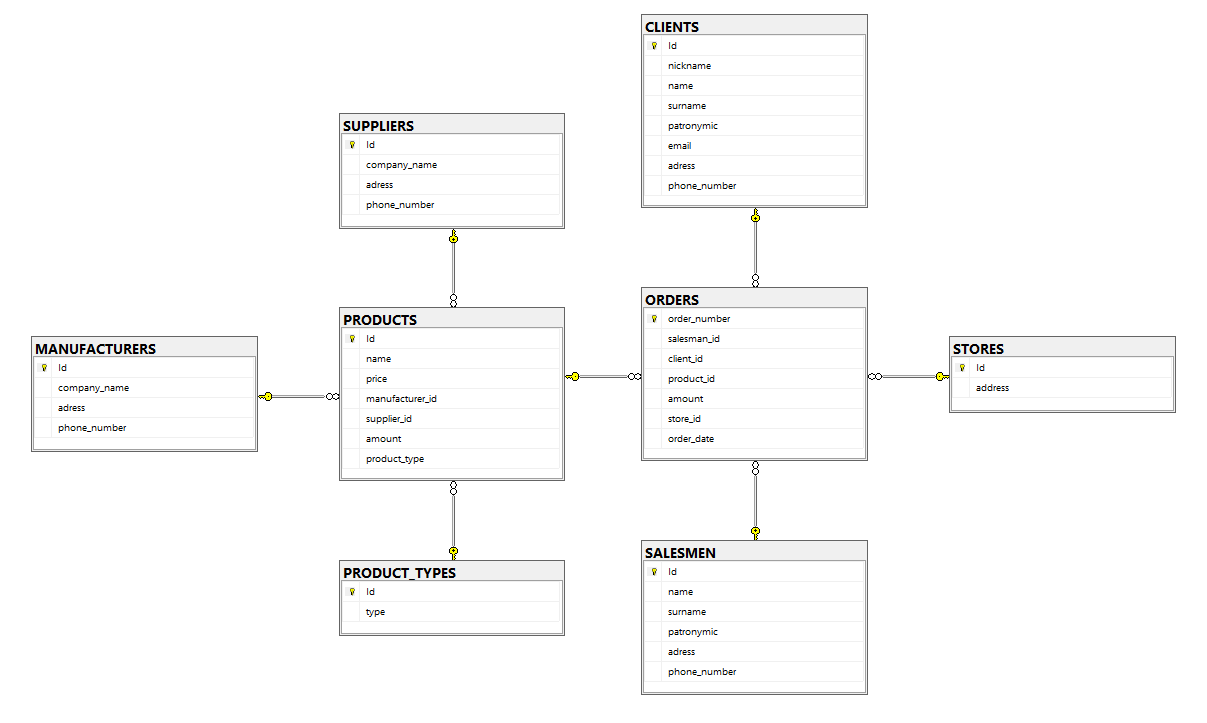 CLIENTS
Id
nickname
name
surname
patronymic
email
adress
phone_number
SUPPLIERS
Id
company_name
adress
phone_number
MANUFACTURERS
Id
company_name
adress
phone_number
PRODUCTS
Id
name
price
manufacturer_id
supplier_id
amount
product_type
ORDERS
order_number
salesman_id
client_id
product_id
amount
store_id
order_date
STORES
Id
address
PRODUCT_TYPES
Id
type
SALESMEN
Id
name
surname
patronymic
adress
phone_number